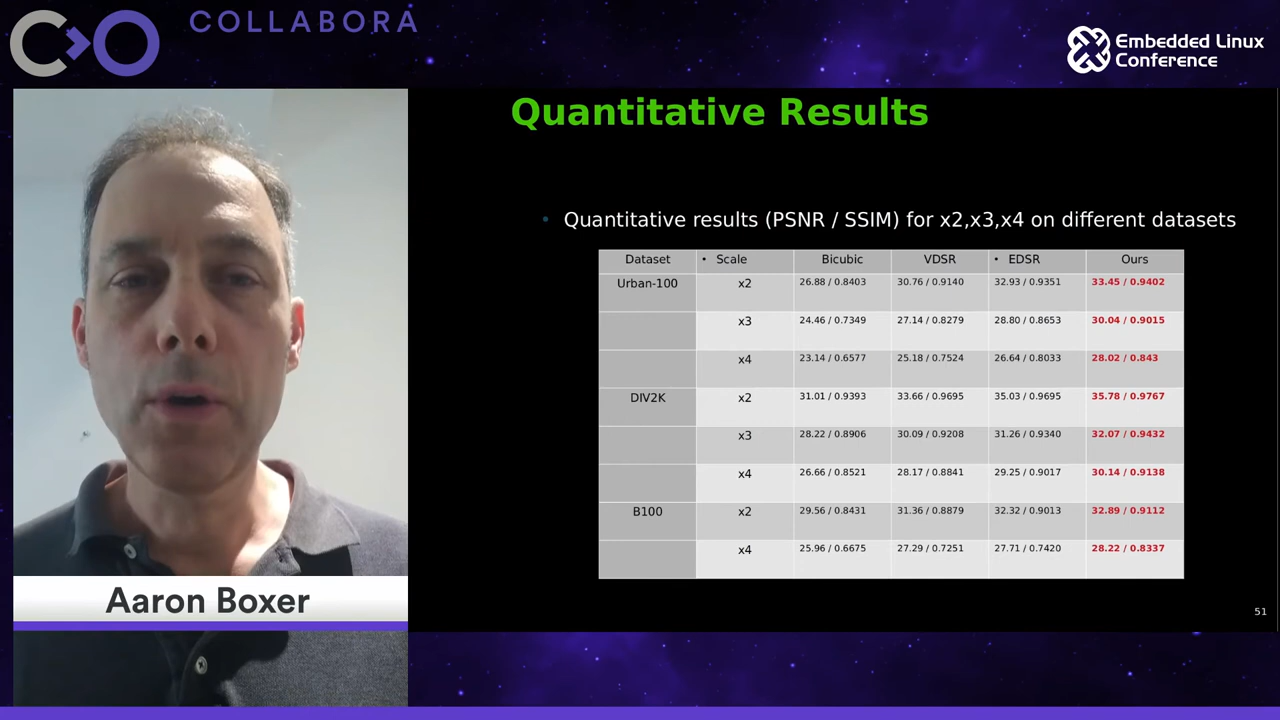 COLLABORA
Embedded Linux
Conference
Quantitative Results
• Quantitative results (PSNR / SSIM) for x2,x3,x4 on different datasets
Dataset • Scale Bicubic VDSR • EDSR Ours
Urban-100 x2 26.88 / 0.8403 30.76 / 0.9140 32.93 / 0.9351 33.45 / 0.9402
x3 24.46 / 0.7349 27.14 / 0.8279 28.80 / 0.8653 30.04 / 0.9015
x4 23.14 / 0.6577 25.18 / 0.7524 26.64 / 0.8033 28.02 / 0.843
DIV2K x2 31.01 / 0.9393 33.66 / 0.9695 35.03 / 0.9695 35.78 / 0.9767
x3 28.22 / 0.8906 30.09 / 0.9208 31.26 / 0.9340 32.07 / 0.9432
x4 26.66 / 0.8521 28.17 / 0.8841 29.25 / 0.9017 30.14 / 0.9138
B100 x2 29.56 / 0.8431 31.36 / 0.8879 32.32 / 0.9013 32.89 / 0.9112
x4 25.96 / 0.6675 27.29 / 0.7251 27.71 / 0.7420 28.22 / 0.8337
Aaron Boxer
51